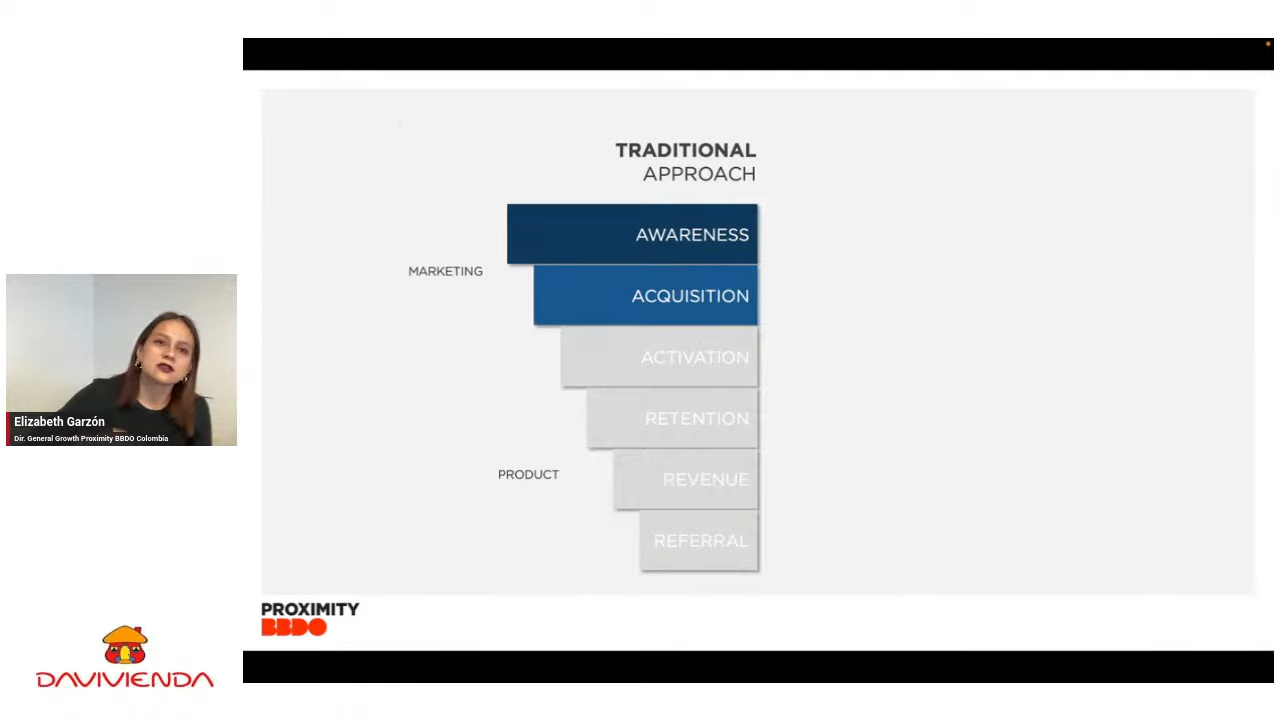 TRADITIONAL
APPROACH
AWARENESS
MARKETING
ACQUISITION
ACTIVATION
RETENTION
PRODUCT
REVENUE
REFERRAL
Elizabeth Garzón
Dir. General Growth Proximity BBDO Colombia
PROXIMITY
BBDO
DAVIVIENDA